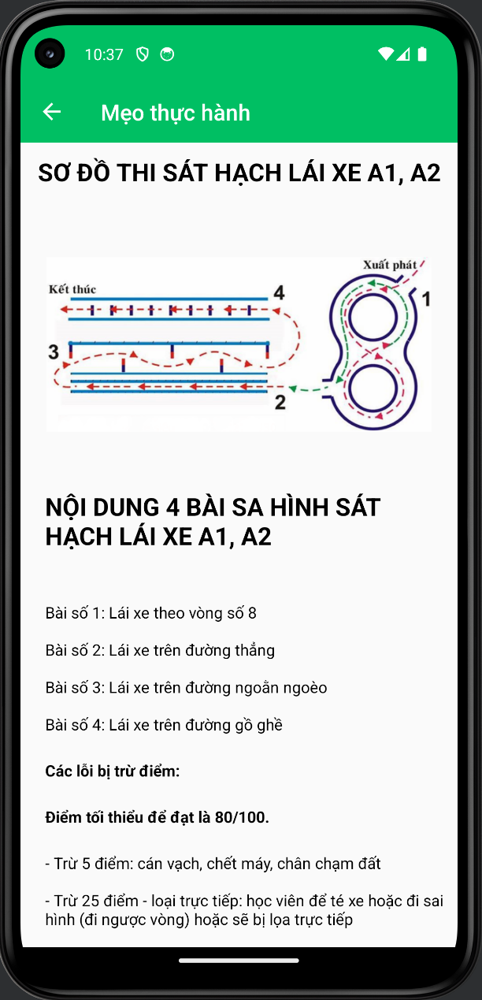 10:37
Mẹo thực hành
SƠ ĐỒ THI SÁT HẠCH LÁI XE A1, A2
Xuất phát
Kết thúc
4
1
3
2
NỘI DUNG 4 BÀI SA HÌNH SÁT
HẠCH LÁI XE A1, A2
Bài số 1: Lái xe theo vòng số 8
Bài số 2: Lái xe trên đường thẳng
Bài số 3: Lái xe trên đường ngoằn ngoèo
Bài số 4: Lái xe trên đường gồ ghề
Các lỗi bị trừ điểm:
Điểm tối thiểu để đạt là 80/100.
- Trừ 5 điểm: cán vạch, chết máy, chân chạm đất
- Trừ 25 điểm - loại trực tiếp: học viên để té xe hoặc đi sai
hình (đi ngược vòng) hoặc sẽ bị lọa trực tiếp